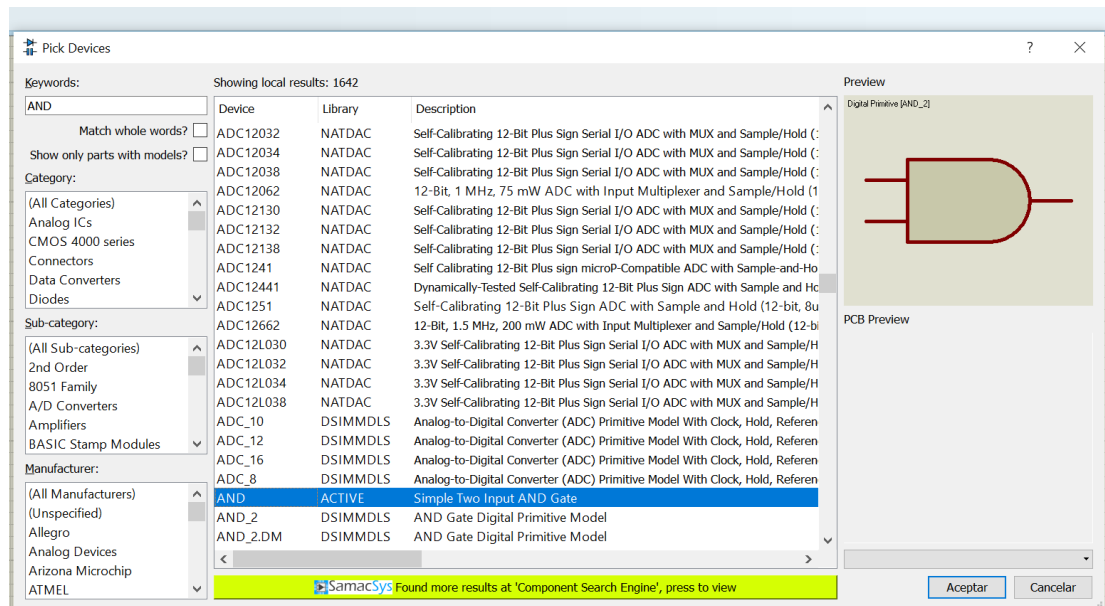 Pick Devices
?
Keywords:
AND
Match whole words?
Show only parts with models?
Category:
(All Categories)
Analog ICs
CMOS 4000 series
Connectors
Data Converters
Diodes
Sub-category:
(All Sub-categories)
2nd Order
8051 Family
A/D Converters
Amplifiers
BASIC Stamp Modules
Manufacturer:
(All Manufacturers)
(Unspecified)
Allegro
Analog Devices
Arizona Microchip
ATMEL
Showing local results: 1642
Device Library Description
ADC12032 NATDAC Self-Calibrating 12-Bit Plus Sign Serial I/O ADC with MUX and Sample/Hold (
ADC12034 NATDAC Self-Calibrating 12-Bit Plus Sign Serial I/O ADC with MUX and Sample/Hold (
ADC12038 NATDAC Self-Calibrating 12-Bit Plus Sign Serial I/O ADC with MUX and Sample/Hold (
ADC12062 NATDAC 12-Bit, 1 MHz, 75 mW ADC with Input Multiplexer and Sample/Hold (1
ADC12130 NATDAC Self-Calibrating 12-Bit Plus Sign Serial I/O ADC with MUX and Sample/Hold (
ADC12132 NATDAC Self-Calibrating 12-Bit Plus Sign Serial I/O ADC with MUX and Sample/Hold (
ADC12138 NATDAC Self-Calibrating 12-Bit Plus Sign Serial I/O ADC with MUX and Sample/Hold (
ADC1241 NATDAC Self Calibrating 12-Bit Plus sign microP-Compatible ADC with Sample-and-Ho
ADC12441 NATDAC Dynamically-Tested Self-Calibrating 12-Bit Plus Sign ADC with Sample and Ho
ADC1251 NATDAC Self-Calibrating 12-Bit Plus Sign ADC with Sample and Hold (12-bit, 8u
ADC12662 NATDAC 12-Bit, 1.5 MHz, 200 mW ADC with Input Multiplexer and Sample/Hold (12-bi
ADC12L030 NATDAC 3.3V Self-Calibrating 12-Bit Plus Sign Serial I/O ADC with MUX and Sample/H
ADC12L032 NATDAC 3.3V Self-Calibrating 12-Bit Plus Sign Serial I/O ADC with MUX and Sample/H
ADC12L034 NATDAC 3.3V Self-Calibrating 12-Bit Plus Sign Serial I/O ADC with MUX and Sample/H
ADC12L038 NATDAC 3.3V Self-Calibrating 12-Bit Plus Sign Serial I/O ADC with MUX and Sample/H
ADC_10 DSIMMDLS Analog-to-Digital Converter (ADC) Primitive Model With Clock, Hold, Referen
ADC_12 DSIMMDLS Analog-to-Digital Converter (ADC) Primitive Model With Clock, Hold, Referen
ADC_16 DSIMMDLS Analog-to-Digital Converter (ADC) Primitive Model With Clock, Hold, Referen
ADC_8 DSIMMDLS Analog-to-Digital Converter (ADC) Primitive Model With Clock, Hold, Referen
AND ACTIVE Simple Two Input AND Gate
AND_2 DSIMMDLS AND Gate Digital Primitive Model
AND_2.DM DSIMMDLS AND Gate Digital Primitive Model
SamacSys Found more results at 'Component Search Engine', press to view
Preview
Digital Primitive [AND_2]
PCB Preview
Aceptar
Cancelar